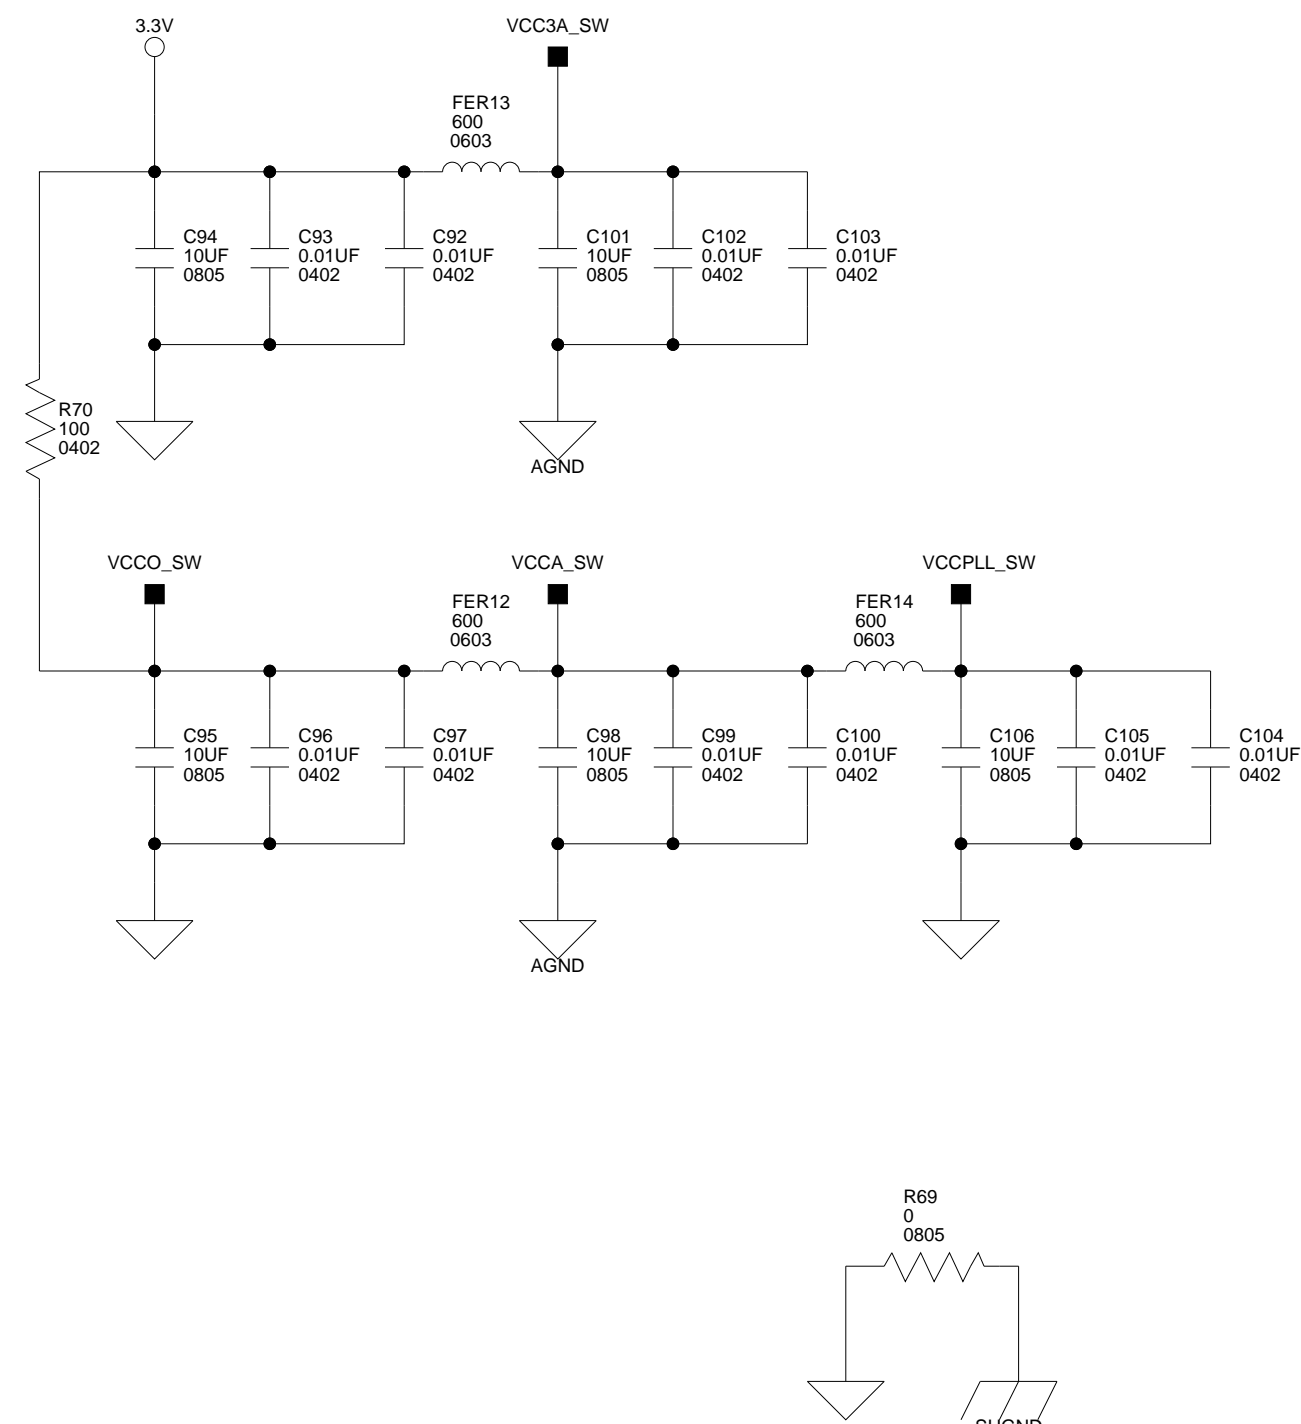 3.3V
VCC3A_SW
FER13
600
0603
C94
10UF
0805
C93
0.01UF
0402
C92
0.01UF
0402
C101
10UF
0805
C102
0.01UF
0402
C103
0.01UF
0402
R70
100
0402
AGND
VCCO_SW
VCCA_SW
VCCPLL_SW
FER12
600
0603
FER14
600
0603
C95
10UF
0805
C96
0.01UF
0402
C97
0.01UF
0402
C98
10UF
0805
C99
0.01UF
0402
C100
0.01UF
0402
C106
10UF
0805
C105
0.01UF
0402
C104
0.01UF
0402
AGND
R69
0
0805